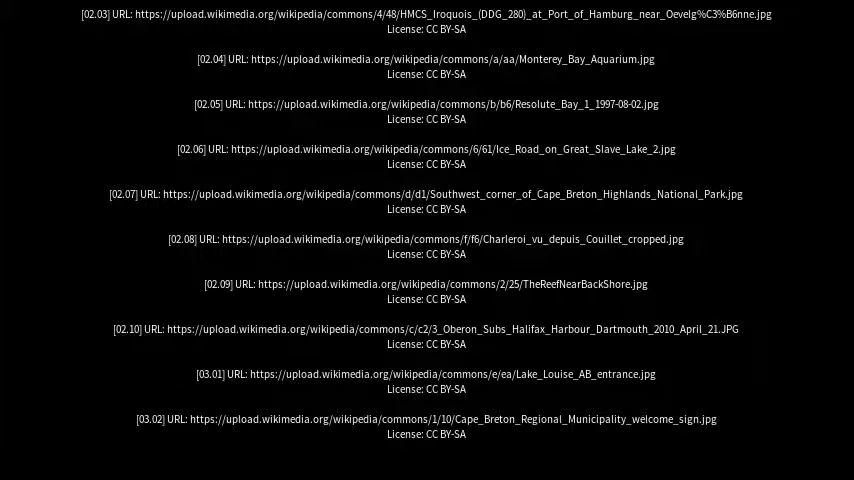 [02.03] URL: https://upload.wikimedia.org/wikipedia/commons/4/48/HMCS_Iroquois_(DDG_280)_at_Port_of_Hamburg_near_Oevelg%C3%B6nne.jpg
License: CC BY-SA
[02.04] URL: https://upload.wikimedia.org/wikipedia/commons/a/aa/Monterey_Bay_Aquarium.jpg
License: CC BY-SA
[02.05] URL: https://upload.wikimedia.org/wikipedia/commons/b/b6/Resolute_Bay_1_1997-08-02.jpg
License: CC BY-SA
[02.06] URL: https://upload.wikimedia.org/wikipedia/commons/6/61/Ice_Road_on_Great_Slave_Lake_2.jpg
License: CC BY-SA
[02.07] URL: https://upload.wikimedia.org/wikipedia/commons/d/d1/Southwest_corner_of_Cape_Breton_Highlands_National_Park.jpg
License: CC BY-SA
[02.08] URL: https://upload.wikimedia.org/wikipedia/commons/f/f6/Charleroi_vu_depuis_Couillet_cropped.jpg
License: CC BY-SA
[02.09] URL: https://upload.wikimedia.org/wikipedia/commons/2/25/TheReefNearBackShore.jpg
License: CC BY-SA
[02.10] URL: https://upload.wikimedia.org/wikipedia/commons/c/c2/3_Oberon_Subs_Halifax_Harbour_Dartmouth_2010_April_21.JPG
License: CC BY-SA
[03.01] URL: https://upload.wikimedia.org/wikipedia/commons/e/ea/Lake_Louise_AB_entrance.jpg
License: CC BY-SA
[03.02] URL: https://upload.wikimedia.org/wikipedia/commons/1/10/Cape_Breton_Regional_Municipality_welcome_sign.jpg
License: CC BY-SA